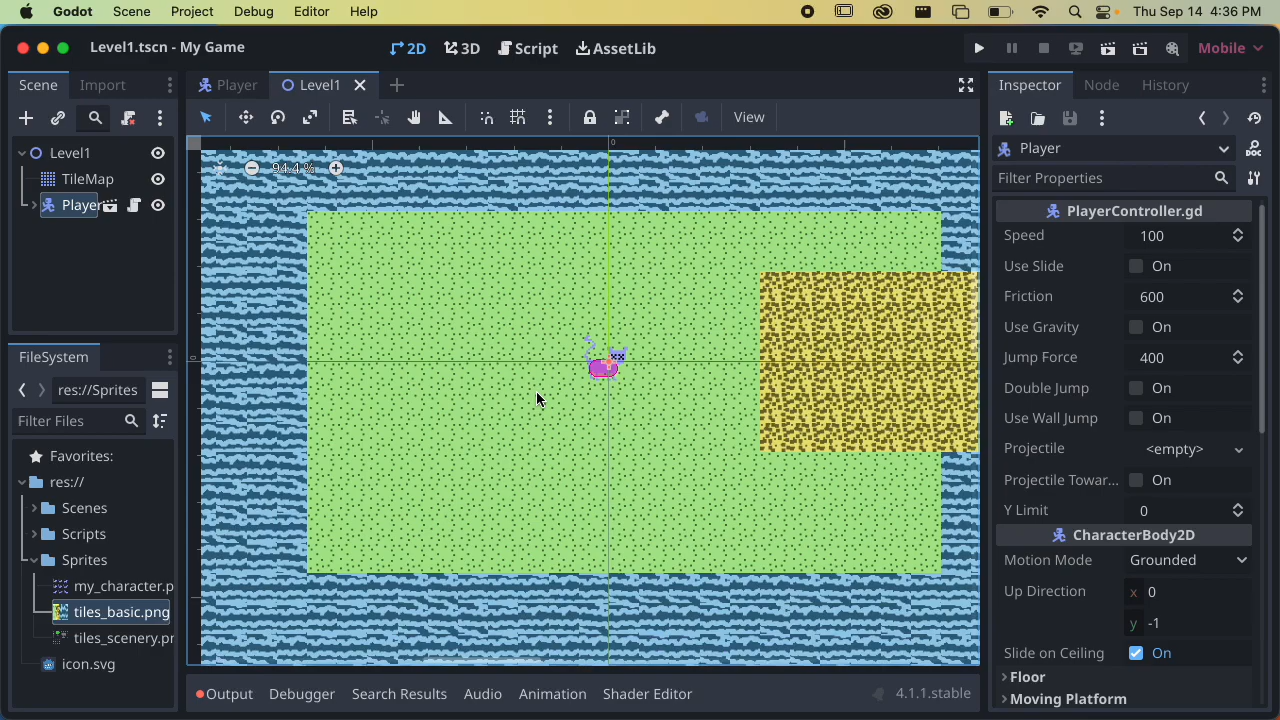 Godot Scene Project Debug Editor Help Thu Sep 14 4:36 PM
Level1.tscn - My Game 2D 3D Script AssetLib Mobile
Scene Import Player Level1 Inspector Node History
View
Level1
TileMap
Player
94.4 %
0
0
Player
Filter Properties
PlayerController.gd
Speed 100
Use Slide On
Friction 600
Use Gravity On
Jump Force 400
Double Jump On
Use Wall Jump On
Projectile <empty>
Projectile Towar... On
Y Limit 0
CharacterBody2D
Motion Mode Grounded
Up Direction x 0
y -1
Slide on Ceiling On
Floor
Moving Platform
FileSystem
res://Sprites
Filter Files
Favorites:
res://
Scenes
Scripts
Sprites
my_character.p
tiles_basic.png
tiles_scenery.pr
icon.svg
Output Debugger Search Results Audio Animation Shader Editor 4.1.1.stable